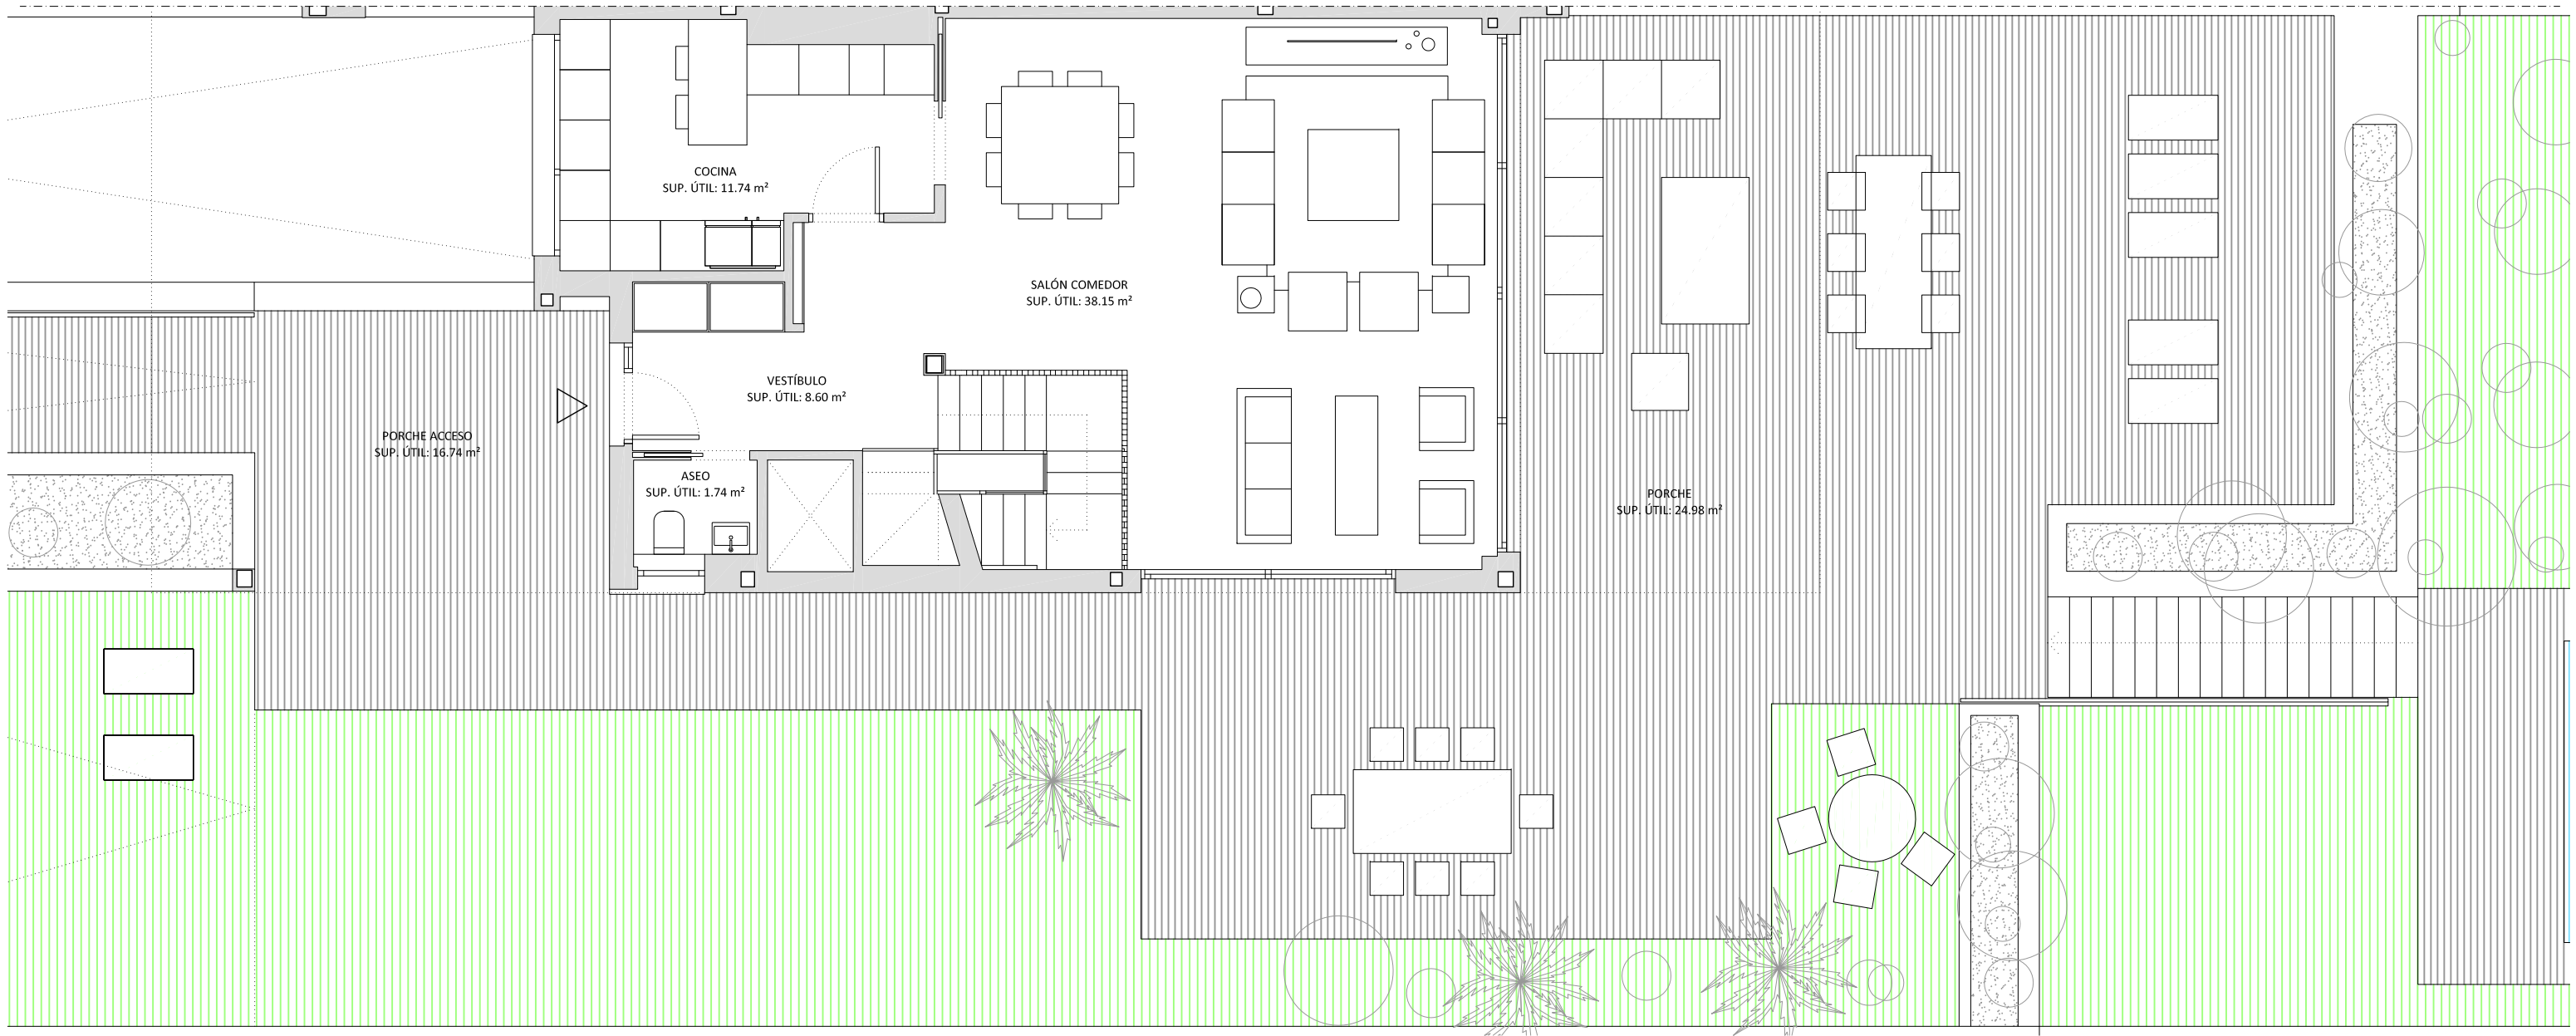 COCINA
SUP. ÚTIL: 11.74 m²
SALÓN COMEDOR
SUP. ÚTIL: 38.15 m²
VESTÍBULO
SUP. ÚTIL: 8.60 m²
PORCHE ACCESO
SUP. ÚTIL: 16.74 m²
ASEO
SUP. ÚTIL: 1.74 m²
PORCHE
SUP. ÚTIL: 24.98 m²